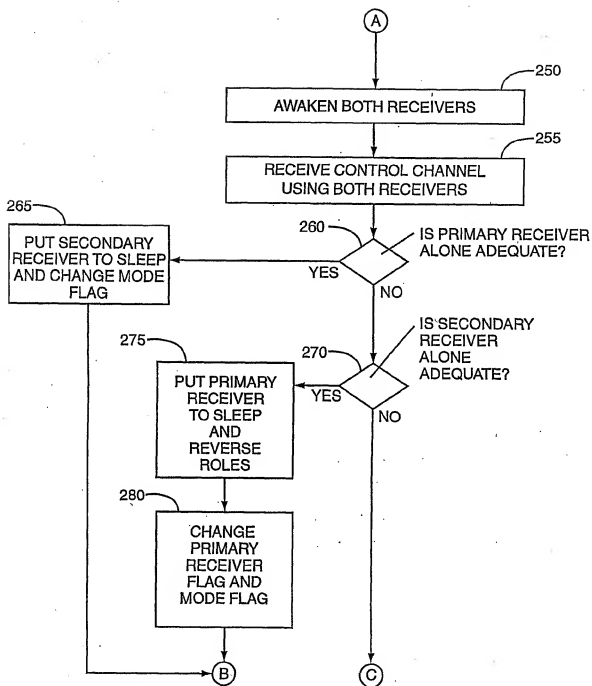 A
250
AWAKEN BOTH RECEIVERS
255
RECEIVE CONTROL CHANNEL
USING BOTH RECEIVERS
260
IS PRIMARY RECEIVER
ALONE ADEQUATE?
YES
NO
265
PUT SECONDARY
RECEIVER TO SLEEP
AND CHANGE MODE
FLAG
270
IS SECONDARY
RECEIVER
ALONE
ADEQUATE?
YES
NO
275
PUT PRIMARY
RECEIVER
TO SLEEP
AND
REVERSE
ROLES
280
CHANGE
PRIMARY
RECEIVER
FLAG AND
MODE FLAG
B
C